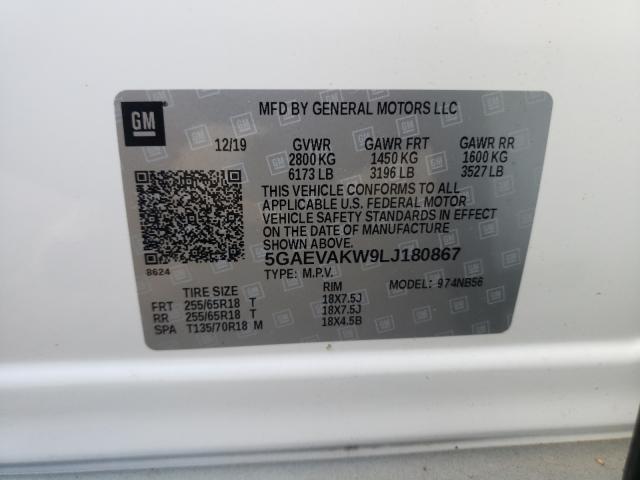 GM
MFD BY GENERAL MOTORS LLC
12/19 GVWR GAWR FRT GAWR RR
2800 KG 1450 KG 1600 KG
6173 LB 3196 LB 3527 LB
THIS VEHICLE CONFORMS TO ALL
APPLICABLE U.S. FEDERAL MOTOR
VEHICLE SAFETY STANDARDS IN EFFECT
ON THE DATE OF MANUFACTURE
SHOWN ABOVE.
5GAEVAKW9LJ180867
8624
TYPE: M.P.V. MODEL: 974NB56
TIRE SIZE RIM
FRT 255/65R18 T 18X7.5J
RR 255/65R18 T 18X7.5J
SPA T135/70R18 M 18X4.5B